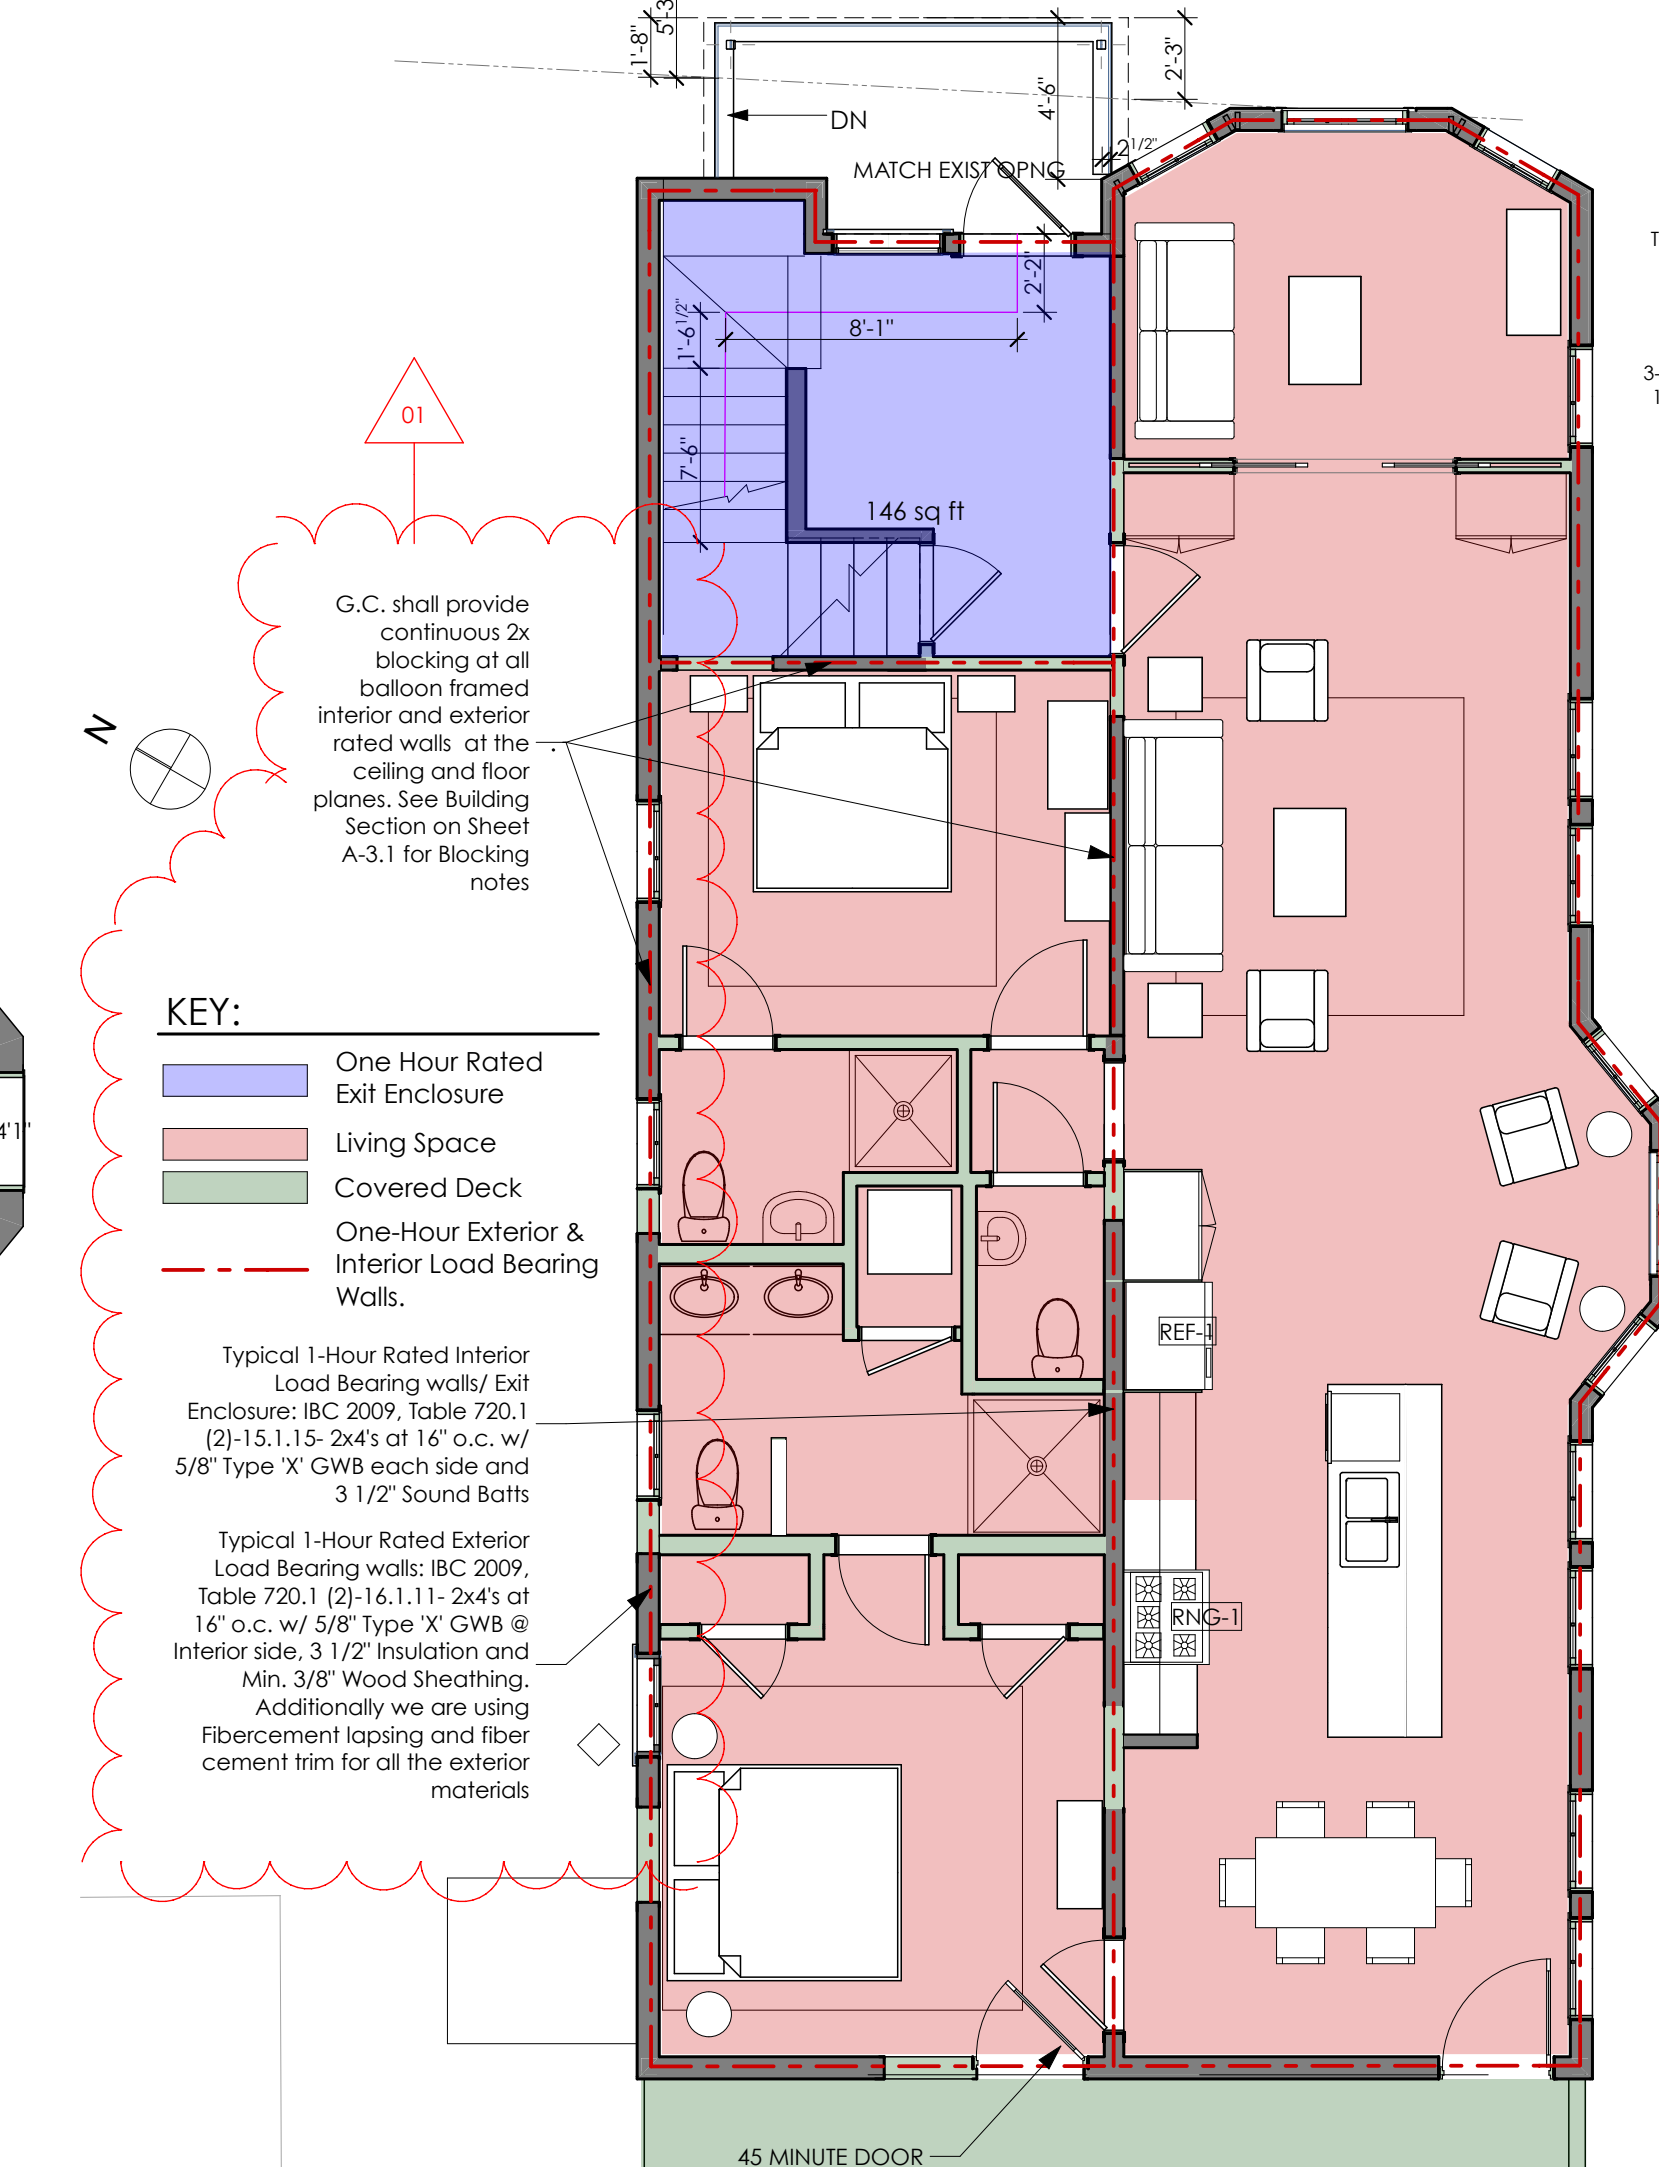 1'-8"
5'-3
DN
4'-6"
2'-3"
2 1/2"
MATCH EXIST OPNG
2'-2"
8'-1"
1'-6 1/2"
7'-6"
146 sq ft
T
3-
1
01
G.C. shall provide
continuous 2x
blocking at all
balloon framed
interior and exterior
rated walls at the
ceiling and floor
planes. See Building
Section on Sheet
A-3.1 for Blocking
notes
N
KEY:
One Hour Rated
Exit Enclosure
Living Space
Covered Deck
One-Hour Exterior &
Interior Load Bearing
Walls.
4'1"
Typical 1-Hour Rated Interior
Load Bearing walls/ Exit
Enclosure: IBC 2009, Table 720.1
(2)-15.1.15- 2x4's at 16" o.c. w/
5/8" Type 'X' GWB each side and
3 1/2" Sound Batts
Typical 1-Hour Rated Exterior
Load Bearing walls: IBC 2009,
Table 720.1 (2)-16.1.11- 2x4's at
16" o.c. w/ 5/8" Type 'X' GWB @
Interior side, 3 1/2" Insulation and
Min. 3/8" Wood Sheathing.
Additionally we are using
Fibercement lapsing and fiber
cement trim for all the exterior
materials
REF-1
RNG-1
45 MINUTE DOOR